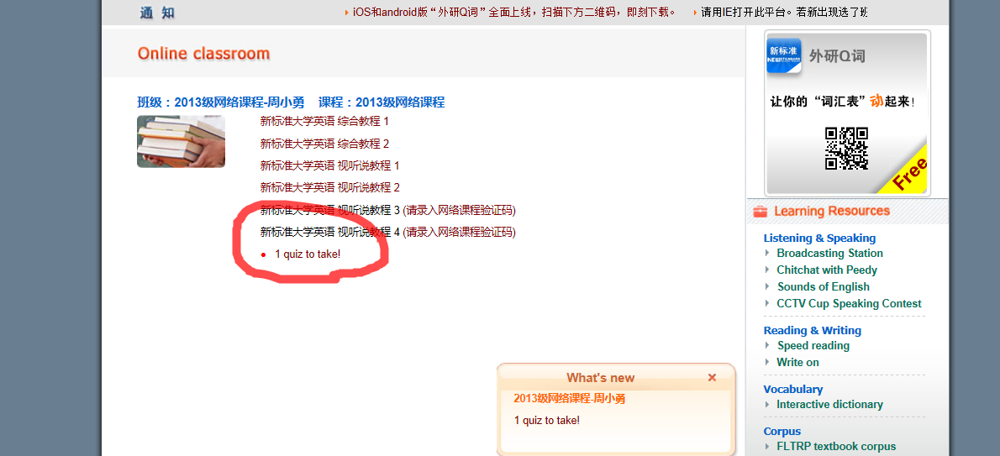 通 知
iOS和android版“外研Q词”全面上线，扫描下方二维码，即刻下载。
请用IE打开此平台。若新出现选了班
Online classroom
班级：2013级网络课程-周小勇 课程：2013级网络课程
新标准大学英语 综合教程 1
新标准大学英语 综合教程 2
新标准大学英语 视听说教程 1
新标准大学英语 视听说教程 2
新标准大学英语 视听说教程 3 (请录入网络课程验证码)
新标准大学英语 视听说教程 4 (请录入网络课程验证码)
1 quiz to take!
What's new
2013级网络课程-周小勇
1 quiz to take!
新标准
NEW STANDARD
外研Q词
让你的“词汇表”动起来!
Free
Learning Resources
Listening & Speaking
Broadcasting Station
Chitchat with Peedy
Sounds of English
CCTV Cup Speaking Contest
Reading & Writing
Speed reading
Write on
Vocabulary
Interactive dictionary
Corpus
FLTRP textbook corpus